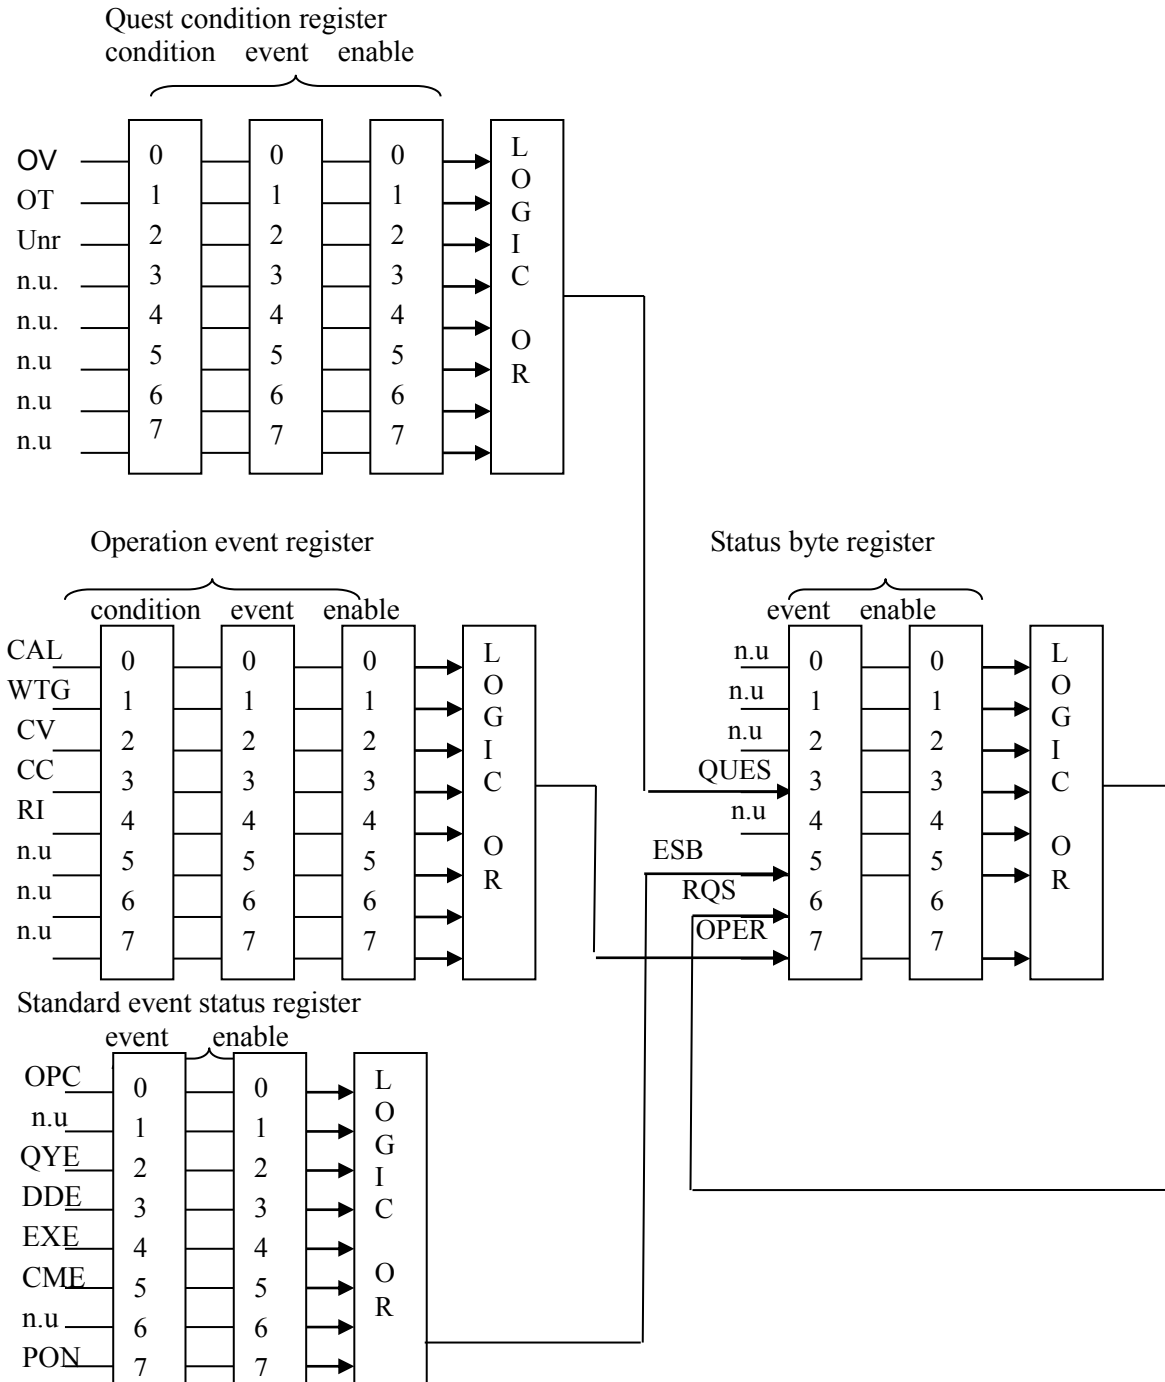 Quest condition register
condition event enable
OV 0 0 0
OT 1 1 1
Unr 2 2 2
n.u. 3 3 3
n.u. 4 4 4
n.u 5 5 5
n.u 6 6 6
n.u 7 7 7
LOGIC OR
Operation event register
condition event enable
CAL 0 0 0
WTG 1 1 1
CV 2 2 2
CC 3 3 3
RI 4 4 4
n.u 5 5 5
n.u 6 6 6
n.u 7 7 7
LOGIC OR
Status byte register
event enable
n.u 0 0
n.u 1 1
n.u 2 2
QUES 3 3
n.u 4 4
ESB 5 5
RQS 6 6
OPER 7 7
LOGIC OR
Standard event status register
event enable
OPC 0 0
n.u 1 1
QYE 2 2
DDE 3 3
EXE 4 4
CME 5 5
n.u 6 6
PON 7 7
LOGIC OR